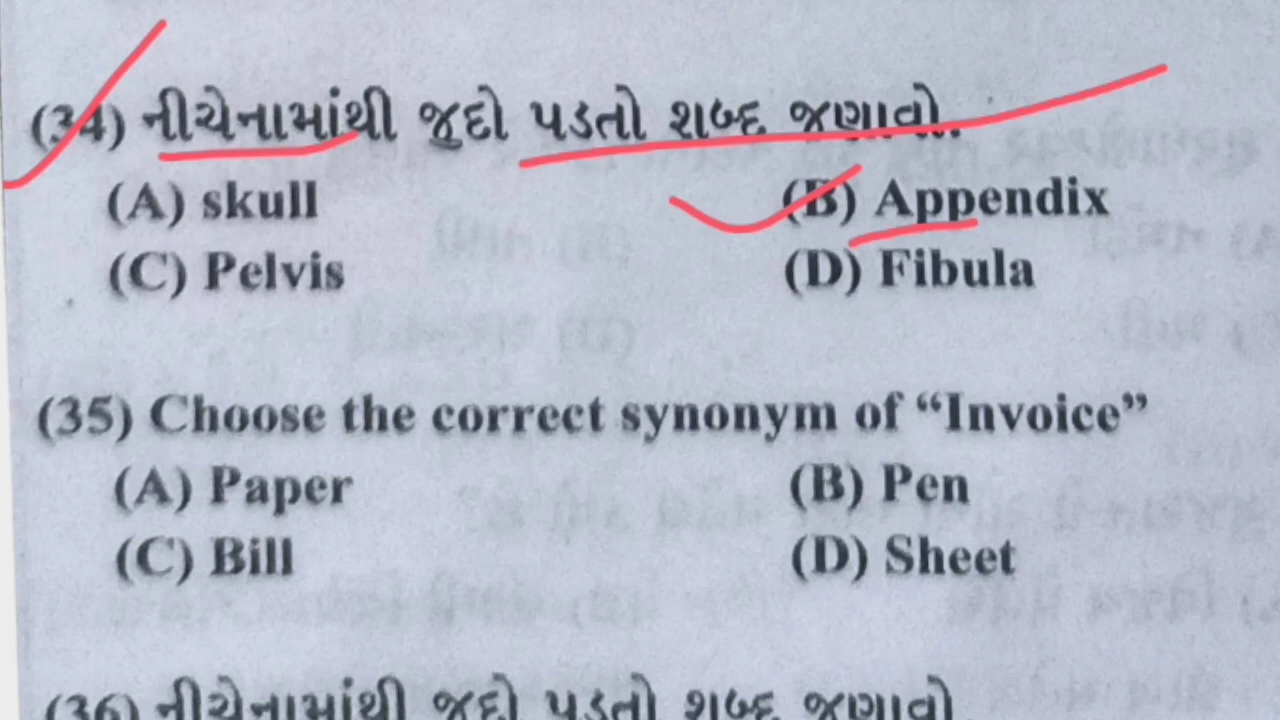 (34) નીચેનામાંથી જૂદો પડતો શબ્દ જણાવો.
(A) skull (B) Appendix
(C) Pelvis (D) Fibula
(35) Choose the correct synonym of “Invoice”
(A) Paper (B) Pen
(C) Bill (D) Sheet
(36) નીચેનામાંથી જૂદો પડતો શબ્દ જણાવો.